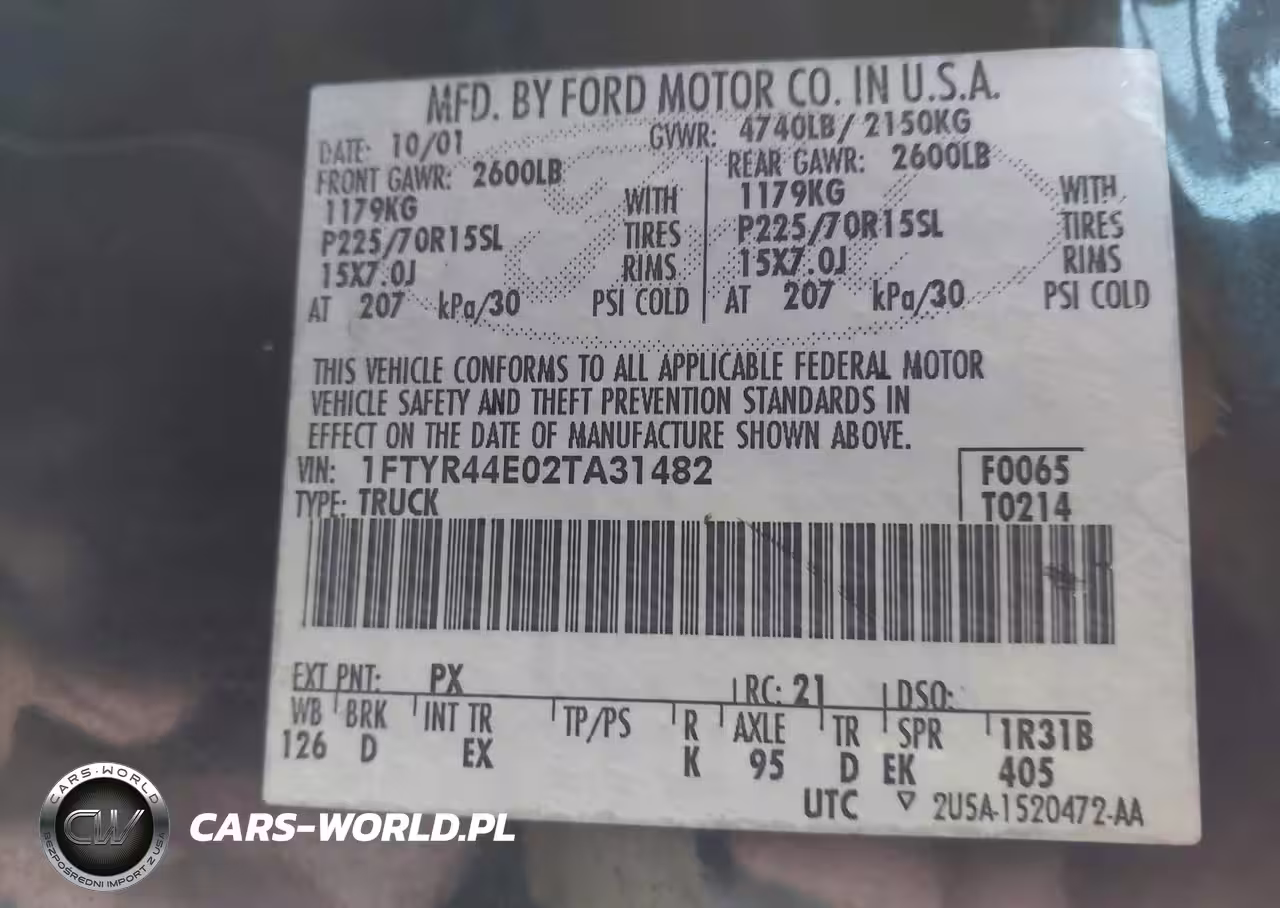 MFD. BY FORD MOTOR CO. IN U.S.A.
DATE: 10/01 GVWR: 4740LB/ 2150KG
FRONT GAWR: 2600LB REAR GAWR: 2600LB
1179KG WITH 1179KG WITH
P225/70R15SL TIRES P225/70R15SL TIRES
15X7.0J RIMS 15X7.0J RIMS
AT 207 kPa/30 PSI COLD AT 207 kPa/30 PSI COLD
THIS VEHICLE CONFORMS TO ALL APPLICABLE FEDERAL MOTOR
VEHICLE SAFETY AND THEFT PREVENTION STANDARDS IN
EFFECT ON THE DATE OF MANUFACTURE SHOWN ABOVE.
VIN: 1FTYR44E02TA31482 F0065
TYPE: TRUCK T0214
EXT PNT: PX RC: 21 DSO:
WB BRK INT TR TP/PS R AXLE TR SPR 1R31B
126 D EX K 95 D EK 405
UTC ▽ 2U5A-1520472-AA
CARS-WORLD
CW
BEZPOŚREDNI IMPORT Z USA
CARS-WORLD.PL